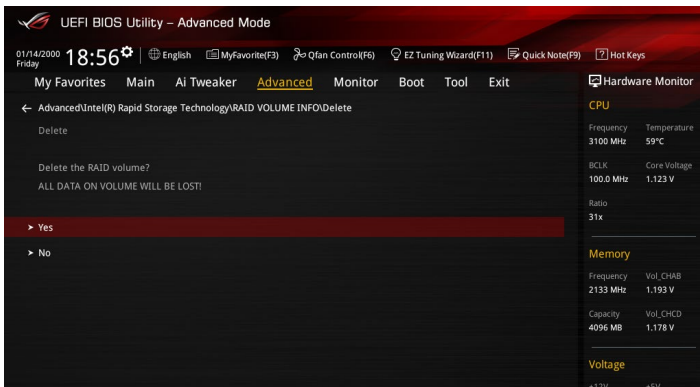 UEFI BIOS Utility – Advanced Mode
01/14/2000 Friday 18:56 English MyFavorite(F3) Qfan Control(F6) EZ Tuning Wizard(F11) Quick Note(F9) ? Hot Keys
My Favorites Main Ai Tweaker Advanced Monitor Boot Tool Exit
Hardware Monitor
← Advanced\Intel(R) Rapid Storage Technology\RAID VOLUME INFO\Delete
Delete
Delete the RAID volume?
ALL DATA ON VOLUME WILL BE LOST!
➤ Yes
➤ No
CPU
Frequency Temperature
3100 MHz 59°C
BCLK Core Voltage
100.0 MHz 1.123 V
Ratio
31x
Memory
Frequency Vol_CHAB
2133 MHz 1.193 V
Capacity Vol_CHCD
4096 MB 1.178 V
Voltage
+12V +5V